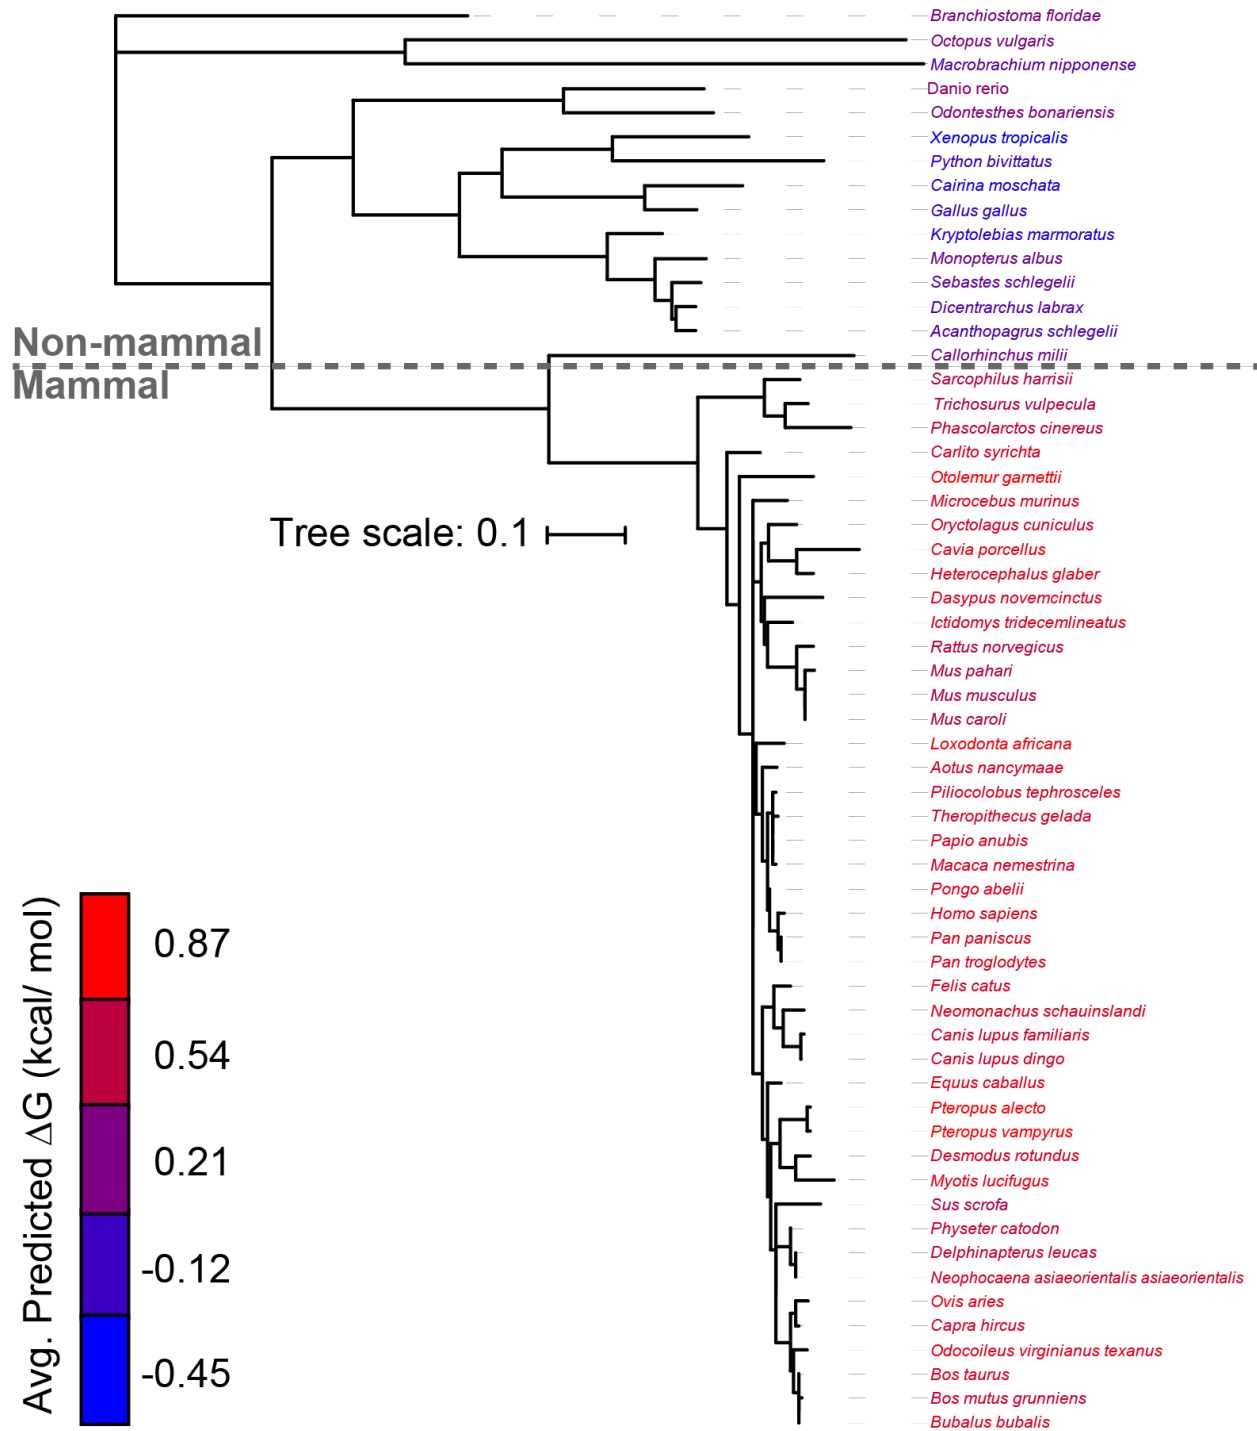 Branchiostoma floridae
Octopus vulgaris
Macrobrachium nipponense
Danio rerio
Odontesthes bonariensis
Xenopus tropicalis
Python bivittatus
Cairina moschata
Gallus gallus
Kryptolebias marmoratus
Monopterus albus
Sebastes schlegelii
Dicentrarchus labrax
Acanthopagrus schlegelii
Non-mammal
Callorhinchus milii
Mammal
Sarcophilus harrisii
Trichosurus vulpecula
Phascolarctos cinereus
Carlito syrichta
Otolemur garnettii
Microcebus murinus
Oryctolagus cuniculus
Tree scale: 0.1
Cavia porcellus
Heterocephalus glaber
Dasypus novemcinctus
Ictidomys tridecemlineatus
Rattus norvegicus
Mus pahari
Mus musculus
Mus caroli
Loxodonta africana
Aotus nancymaae
Piliocolobus tephrosceles
Theropithecus gelada
Papio anubis
Macaca nemestrina
Pongo abelii
Homo sapiens
Pan paniscus
Pan troglodytes
Felis catus
Neomonachus schauinslandi
Canis lupus familiaris
Canis lupus dingo
Equus caballus
Pteropus alecto
Pteropus vampyrus
Desmodus rotundus
Myotis lucifugus
Sus scrofa
Physeter catodon
Delphinapterus leucas
Neophocaena asiaeorientalis asiaeorientalis
Ovis aries
Capra hircus
Odocoileus virginianus texanus
Bos taurus
Bos mutus grunniens
Bubalus bubalis
Avg. Predicted ΔG (kcal/ mol)
0.87
0.54
0.21
-0.12
-0.45